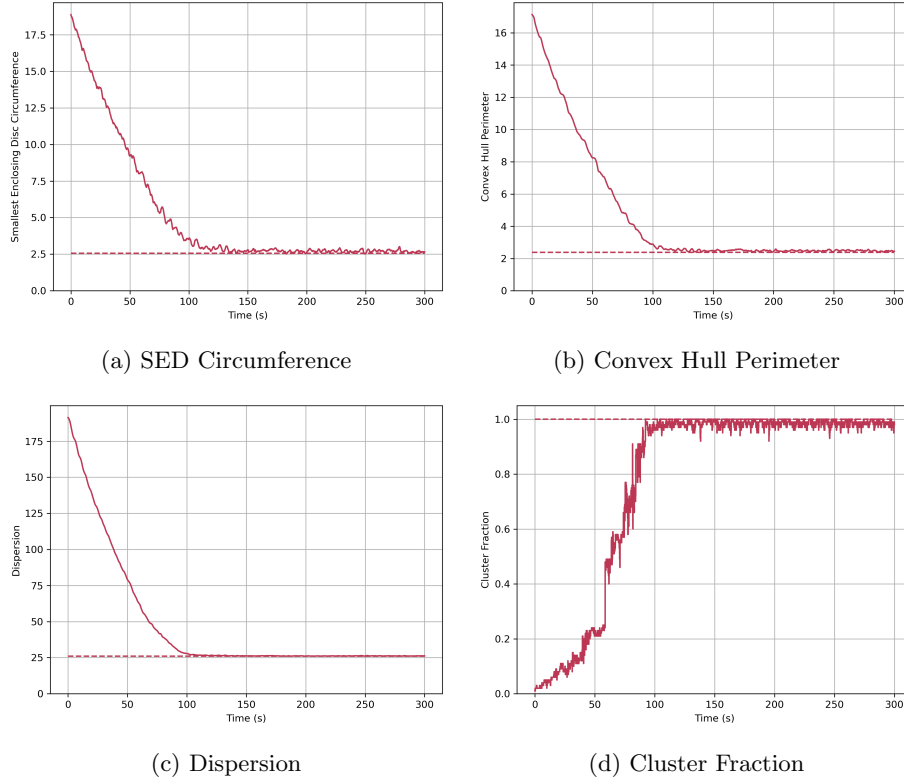 Smallest Enclosing Disc Circumference
17.5
15.0
12.5
10.0
7.5
5.0
2.5
0.0
0 50 100 150 200 250 300
Time (s)
(a) SED Circumference
Convex Hull Perimeter
16
14
12
10
8
6
4
2
0
0 50 100 150 200 250 300
Time (s)
(b) Convex Hull Perimeter
Dispersion
175
150
125
100
75
50
25
0
0 50 100 150 200 250 300
Time (s)
(c) Dispersion
Cluster Fraction
1.0
0.8
0.6
0.4
0.2
0.0
0 50 100 150 200 250 300
Time (s)
(d) Cluster Fraction